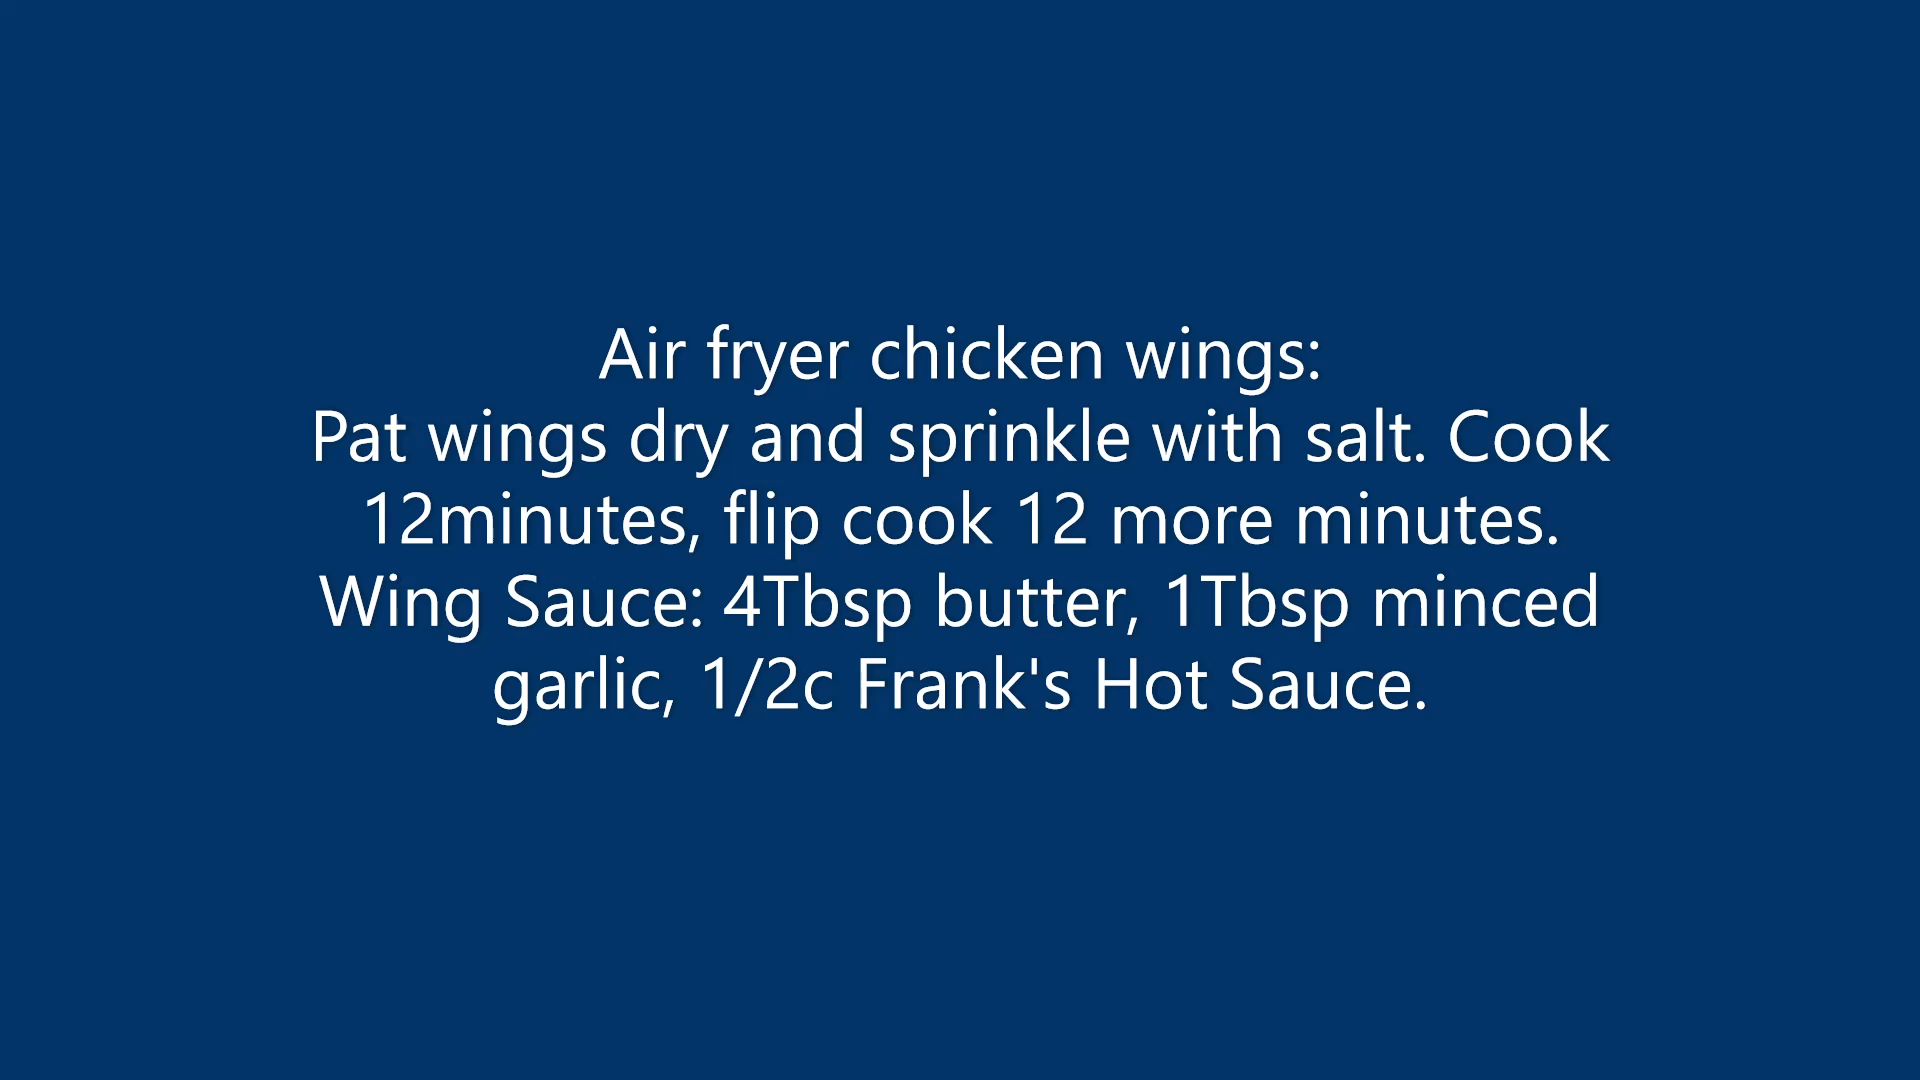 Air fryer chicken wings:
Pat wings dry and sprinkle with salt. Cook
12minutes, flip cook 12 more minutes.
Wing Sauce: 4Tbsp butter, 1Tbsp minced
garlic, 1/2c Frank's Hot Sauce.